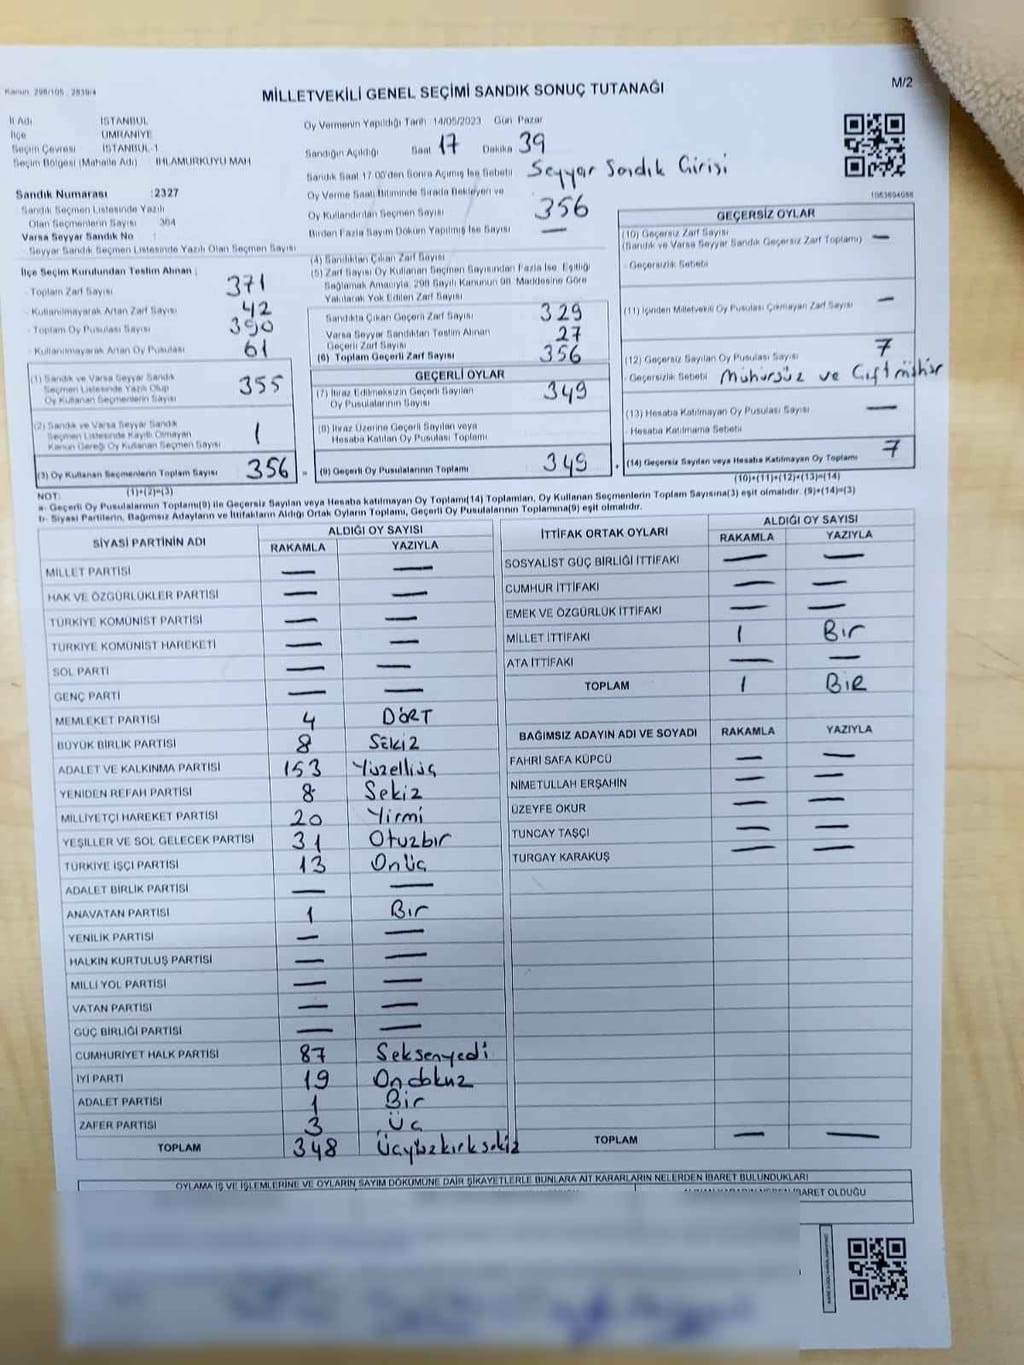 Kanun: 298/105 , 2839/4
MİLLETVEKİLİ GENEL SEÇİMİ SANDIK SONUÇ TUTANAĞI
M/2
İl Adı İSTANBUL
İlçe ÜMRANİYE
Seçim Çevresi İSTANBUL-1
Seçim Bölgesi (Mahalle Adı) IHLAMURKUYU MAH
Sandık Numarası :2327
Sandık Seçmen Listesinde Yazılı
Olan Seçmenlerin Sayısı 364
Varsa Seyyar Sandık No :
Seyyar Sandık Seçmen Listesinde Yazılı Olan Seçmen Sayısı
Oy Vermenin Yapıldığı Tarih 14/05/2023 Gün Pazar
Sandığın Açıldığı Saat 17 Dakika 39
Sandık Saat 17.00'den Sonra Açılmış İse Sebebi Seyyar Sandık Girişi
Oy Verme Saati Bitiminde Sırada Bekleyen ve
Oy Kullandırılan Seçmen Sayısı 356
Birden Fazla Sayım Döküm Yapılmış İse Sayısı —
1063694086
İlçe Seçim Kurulundan Teslim Alınan ;
- Toplam Zarf Sayısı 371
- Kullanılmayarak Artan Zarf Sayısı 42
- Toplam Oy Pusulası Sayısı 390
- Kullanılmayarak Artan Oy Pusulası 61
(1) Sandık ve Varsa Seyyar Sandık
Seçmen Listesinde Yazılı Olup
Oy Kullanan Seçmenlerin Sayısı 355
(2) Sandık ve Varsa Seyyar Sandık
Seçmen Listesinde Kayıtlı Olmayan
Kanun Gereği Oy Kullanan Seçmen Sayısı 1
(3) Oy Kullanan Seçmenlerin Toplam Sayısı 356 =
(1)+(2)=(3)
(4) Sandıktan Çıkan Zarf Sayısı
(5) Zarf Sayısı Oy Kullanan Seçmen Sayısından Fazla İse, Eşitliği
Sağlamak Amacıyla, 298 Sayılı Kanunun 98. Maddesine Göre
Yakılarak Yok Edilen Zarf Sayısı
Sandıkta Çıkan Geçerli Zarf Sayısı 329
Varsa Seyyar Sandıktan Teslim Alınan
Geçerli Zarf Sayısı 27
(6) Toplam Geçerli Zarf Sayısı 356
GEÇERLİ OYLAR
(7) İtiraz Edilmeksizin Geçerli Sayılan
Oy Pusulalarının Sayısı 349
(8) İtiraz Üzerine Geçerli Sayılan veya
Hesaba Katılan Oy Pusulası Toplamı
(9) Geçerli Oy Pusulalarının Toplamı 349 +
GEÇERSİZ OYLAR
(10) Geçersiz Zarf Sayısı —
(Sandık ve Varsa Seyyar Sandık Geçersiz Zarf Toplamı)
- Geçersizlik Sebebi
(11) İçinden Milletvekili Oy Pusulası Çıkmayan Zarf Sayısı —
(12) Geçersiz Sayılan Oy Pusulası Sayısı 7
- Geçersizlik Sebebi Mühürsüz ve Çift mühür
(13) Hesaba Katılmayan Oy Pusulası Sayısı —
- Hesaba Katılmama Sebebi
(14) Geçersiz Sayılan veya Hesaba Katılmayan Oy Toplamı 7
(10)+(11)+(12)+(13)=(14)
NOT:
a- Geçerli Oy Pusulalarının Toplamı(9) ile Geçersiz Sayılan veya Hesaba katılmayan Oy Toplamı(14) Toplamları, Oy Kullanan Seçmenlerin Toplam Sayısına(3) eşit olmalıdır. (9)+(14)=(3)
b- Siyasi Partilerin, Bağımsız Adayların ve İttifakların Aldığı Ortak Oyların Toplamı, Geçerli Oy Pusulalarının Toplamına(9) eşit olmalıdır.
SİYASİ PARTİNİN ADI ALDIĞI OY SAYISI
RAKAMLA YAZIYLA
MİLLET PARTİSİ — —
HAK VE ÖZGÜRLÜKLER PARTİSİ — —
TÜRKİYE KOMÜNİST PARTİSİ — —
TÜRKİYE KOMÜNİST HAREKETİ — —
SOL PARTİ — —
GENÇ PARTİ — —
MEMLEKET PARTİSİ 4 DÖRT
BÜYÜK BİRLİK PARTİSİ 8 Sekiz
ADALET VE KALKINMA PARTİSİ 153 Yüzelliüç
YENİDEN REFAH PARTİSİ 8 Sekiz
MİLLİYETÇİ HAREKET PARTİSİ 20 Yirmi
YEŞİLLER VE SOL GELECEK PARTİSİ 31 Otuzbir
TÜRKİYE İŞÇİ PARTİSİ 13 Onüç
ADALET BİRLİK PARTİSİ — —
ANAVATAN PARTİSİ 1 Bir
YENİLİK PARTİSİ — —
HALKIN KURTULUŞ PARTİSİ — —
MİLLİ YOL PARTİSİ — —
VATAN PARTİSİ — —
GÜÇ BİRLİĞİ PARTİSİ — —
CUMHURİYET HALK PARTİSİ 87 Seksenyedi
İYİ PARTİ 19 Ondokuz
ADALET PARTİSİ 1 Bir
ZAFER PARTİSİ 3 Üç
TOPLAM 348 Üçyüzkırksekiz
İTTİFAK ORTAK OYLARI ALDIĞI OY SAYISI
RAKAMLA YAZIYLA
SOSYALİST GÜÇ BİRLİĞİ İTTİFAKI — —
CUMHUR İTTİFAKI — —
EMEK VE ÖZGÜRLÜK İTTİFAKI — —
MİLLET İTTİFAKI 1 Bir
ATA İTTİFAKI — —
TOPLAM 1 BİR
BAĞIMSIZ ADAYIN ADI VE SOYADI RAKAMLA YAZIYLA
FAHRİ SAFA KÜPCÜ — —
NİMETULLAH ERŞAHİN — —
ÜZEYFE OKUR — —
TUNCAY TAŞÇI — —
TURGAY KARAKUŞ — —
TOPLAM — —
OYLAMA İŞ VE İŞLEMLERİNE VE OYLARIN SAYIM DÖKÜMÜNE DAİR ŞİKAYETLERLE BUNLARA AİT KARARLARIN NELERDEN İBARET BULUNDUKLARI
İBARET OLDUĞU